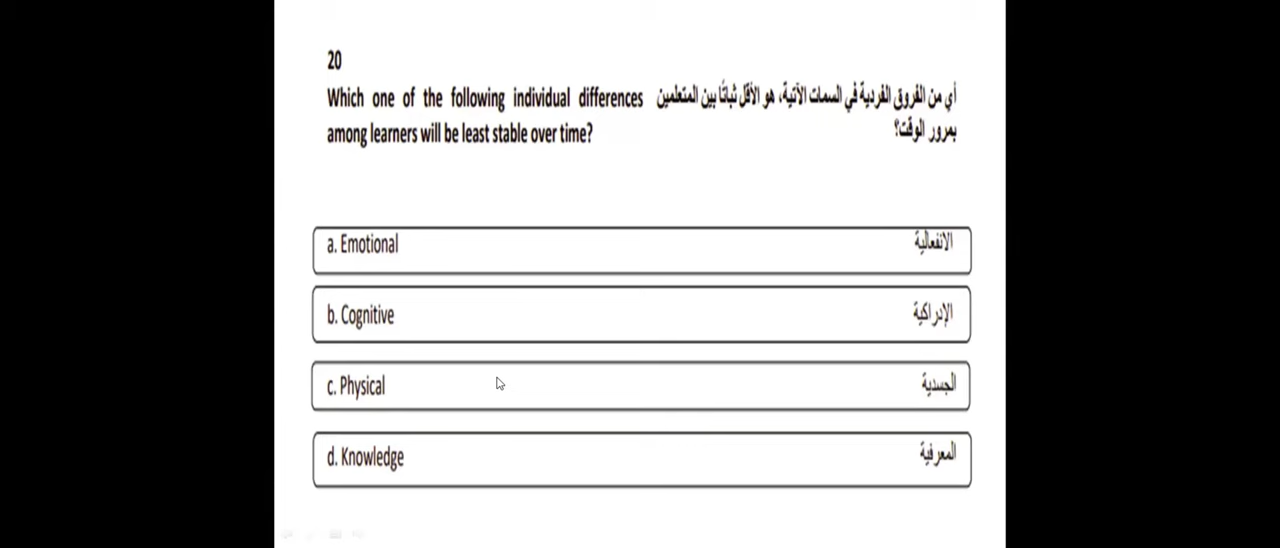 20
Which one of the following individual differences
among learners will be least stable over time?
أي من الفروق الفردية في السمات الآتية، هو الأقل ثباتًا بين المتعلمين
بمرور الوقت؟
a. Emotional الانفعالية
b. Cognitive الإدراكية
c. Physical الجسدية
d. Knowledge المعرفية